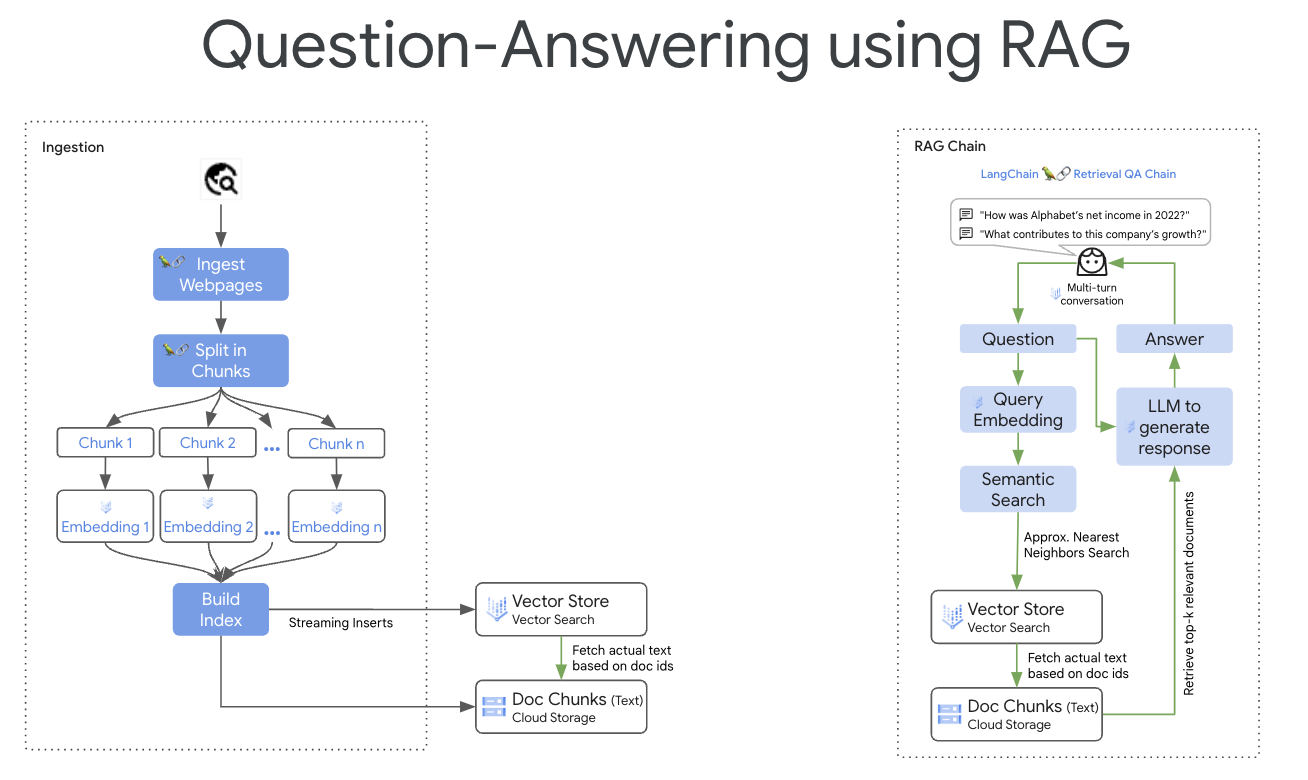 Question-Answering using RAG
Ingestion
Ingest
Webpages
Split in
Chunks
Chunk 1
Chunk 2
...
Chunk n
Embedding 1
Embedding 2
...
Embedding n
Build
Index
Streaming Inserts
Vector Store
Vector Search
Fetch actual text
based on doc ids
Doc Chunks (Text)
Cloud Storage
RAG Chain
LangChain Retrieval QA Chain
"How was Alphabet's net income in 2022?"
"What contributes to this company's growth?"
Multi-turn
conversation
Question
Answer
Query
Embedding
LLM to
generate
response
Semantic
Search
Approx. Nearest
Neighbors Search
Vector Store
Vector Search
Fetch actual text
based on doc ids
Doc Chunks (Text)
Cloud Storage
Retrieve top-k relevant documents